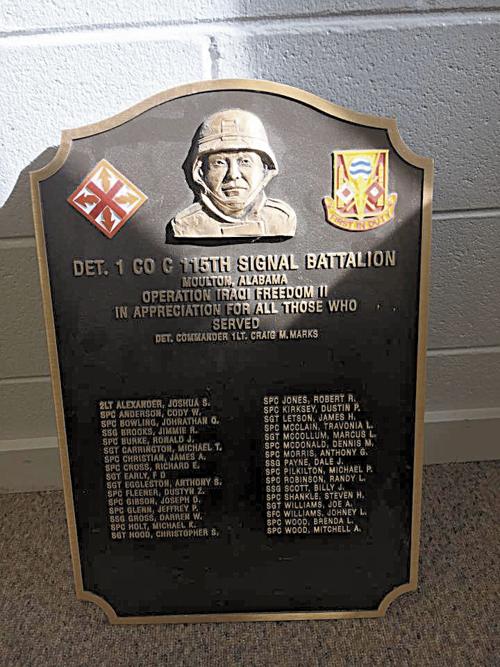 FIRST IN DUTY
DET. 1 CO C 115TH SIGNAL BATTALION
MOULTON, ALABAMA
OPERATION IRAQI FREEDOM II
IN APPRECIATION FOR ALL THOSE WHO
SERVED
DET. COMMANDER 1LT. CRAIG M. MARKS
2LT ALEXANDER, JOSHUA S.
SPC ANDERSON, CODY W.
SPC BOWLING, JOHNATHAN O.
SSG BROOKS, JIMMIE R.
SPC BURKE, RONALD J.
SGT CARRINGTON, MICHAEL T.
SPC CHRISTIAN, JAMES A.
SPC CROSS, RICHARD E.
SGT EARLY, F D
SGT EGGLESTON, ANTHONY S.
SPC FLEENER, DUSTYN Z.
SPC GIBSON, JOSEPH D.
SPC GLENN, JEFFREY P.
SSG GROSS, DARREN W.
SPC HOLT, MICHAEL K.
SGT HOOD, CHRISTOPHER S.
SPC JONES, ROBERT R.
SPC KIRKSEY, DUSTIN P.
SGT LETSON, JAMES H.
SPC MCCLAIN, TRAVONIA L.
SGT MCCOLLUM, MARCUS L.
SPC MCDONALD, DENNIS M.
SPC MORRIS, ANTHONY G.
SSG PAYNE, DALE J.
SPC PILKILTON, MICHAEL P.
SPC ROBINSON, RANDY L.
SSG SCOTT, BILLY J.
SPC SHANKLE, STEVEN H.
SGT WILLIAMS, JOE A.
SFC WILLIAMS, JOHNEY L.
SPC WOOD, BRENDA L.
SPC WOOD, MITCHELL A.